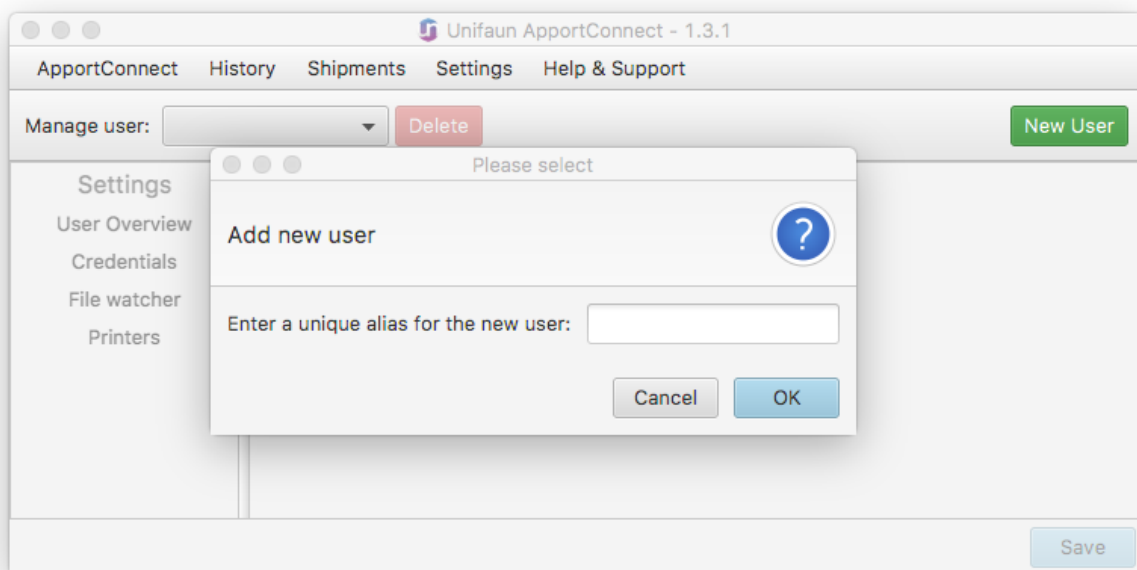 Unifaun ApportConnect - 1.3.1
ApportConnect History Shipments Settings Help & Support
Manage user: Delete New User
Please select
Settings
User Overview
Credentials
File watcher
Printers
Add new user
?
Enter a unique alias for the new user:
Cancel OK
Save